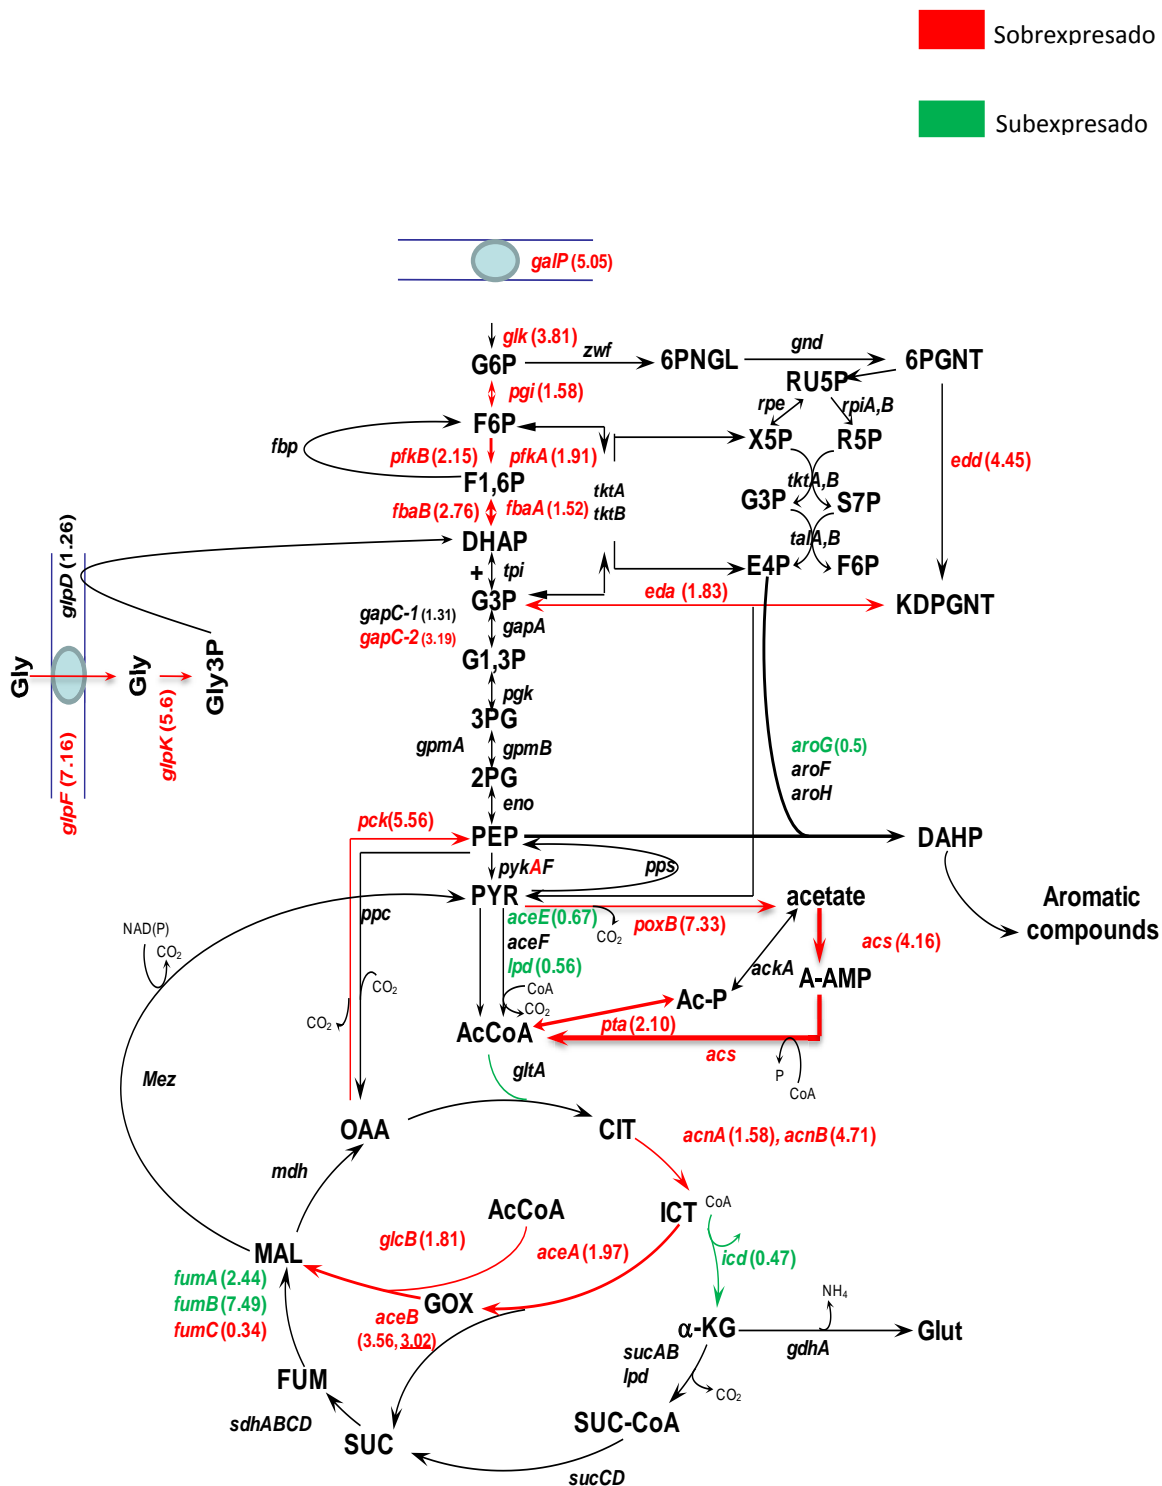 Sobrexpresado
Subexpresado
galP (5.05)
glk (3.81)
G6P
zwf
6PNGL
gnd
6PGNT
RU5P
pgi (1.58)
rpe
rpiA,B
F6P
X5P
R5P
fbp
pfkB (2.15)
pfkA (1.91)
edd (4.45)
F1,6P
tktA
tktB
tktA,B
G3P
S7P
fbaB (2.76)
fbaA (1.52)
DHAP
talA,B
glpD (1.26)
+
tpi
E4P
F6P
G3P
eda (1.83)
KDPGNT
gapC-1 (1.31)
gapC-2 (3.19)
gapA
G1,3P
Gly
Gly
Gly3P
glpK (5.6)
glpF (7.16)
pgk
3PG
gpmA
gpmB
2PG
eno
aroG (0.5)
aroF
aroH
pck(5.56)
PEP
DAHP
pykAF
pps
PYR
acetate
Aromatic
compounds
ppc
aceE (0.67)
aceF
lpd (0.56)
CO2
poxB (7.33)
acs (4.16)
NAD(P)
CO2
ackA
A-AMP
CO2
CoA
CO2
Ac-P
CO2
AcCoA
pta (2.10)
acs
P
CoA
gltA
Mez
OAA
CIT
acnA (1.58), acnB (4.71)
mdh
AcCoA
ICT
CoA
glcB (1.81)
aceA (1.97)
icd (0.47)
MAL
fumA (2.44)
fumB (7.49)
fumC (0.34)
GOX
aceB
(3.56, 3.02)
NH4
α-KG
gdhA
Glut
sucAB
lpd
FUM
CO2
sdhABCD
SUC
SUC-CoA
sucCD